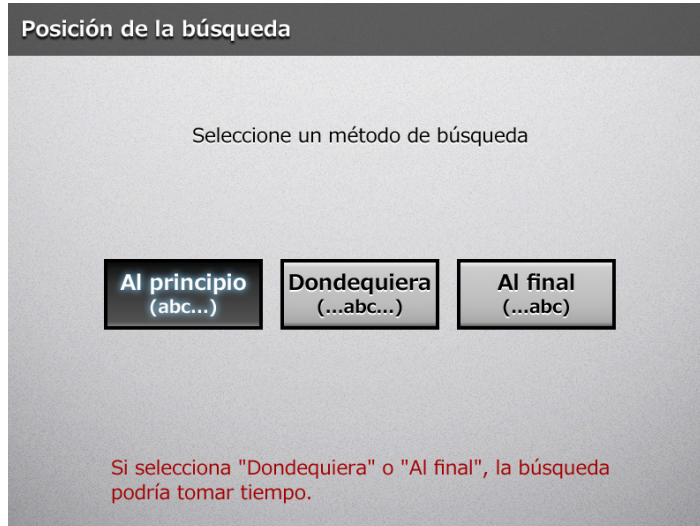 Posición de la búsqueda
Seleccione un método de búsqueda
Al principio
(abc...)
Dondequiera
(...abc...)
Al final
(...abc)
Si selecciona "Dondequiera" o "Al final", la búsqueda
podría tomar tiempo.